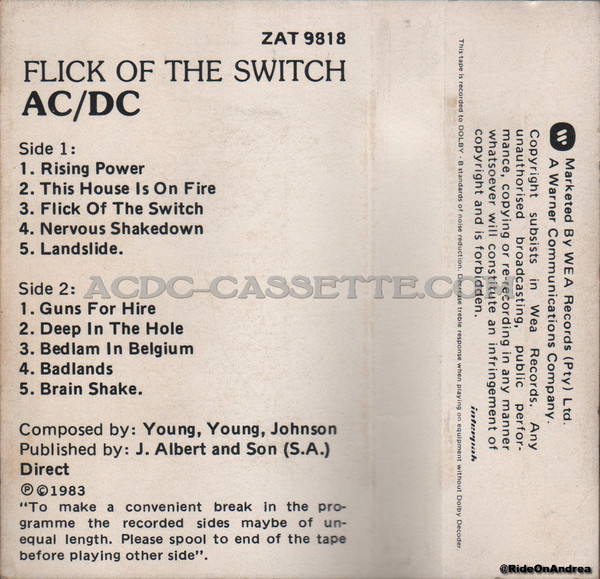 ZAT 9818
FLICK OF THE SWITCH
AC/DC
Side 1:
1. Rising Power
2. This House Is On Fire
3. Flick Of The Switch
4. Nervous Shakedown
5. Landslide.
Side 2:
1. Guns For Hire
2. Deep In The Hole
3. Bedlam In Belgium
4. Badlands
5. Brain Shake.
Composed by: Young, Young, Johnson
Published by: J. Albert and Son (S.A.)
Direct
℗©1983
"To make a convenient break in the pro-
gramme the recorded sides maybe of un-
equal length. Please spool to end of the tape
before playing other side".
This tape is recorded to DOLBY - B standards of noise reduction. Decrease treble response when playing on equipment without Dolby Decoder.
Marketed By WEA Records (Pty) Ltd.
A Warner Communications Company.
Copyright subsists in Wea Records. Any
unauthorised broadcasting, public perfor-
mance, copying or re-recording in any manner
whatsoever will constitute an infringement of
copyright and is forbidden.
interpak
ACDC-CASSETTE.COM
@RideOnAndrea